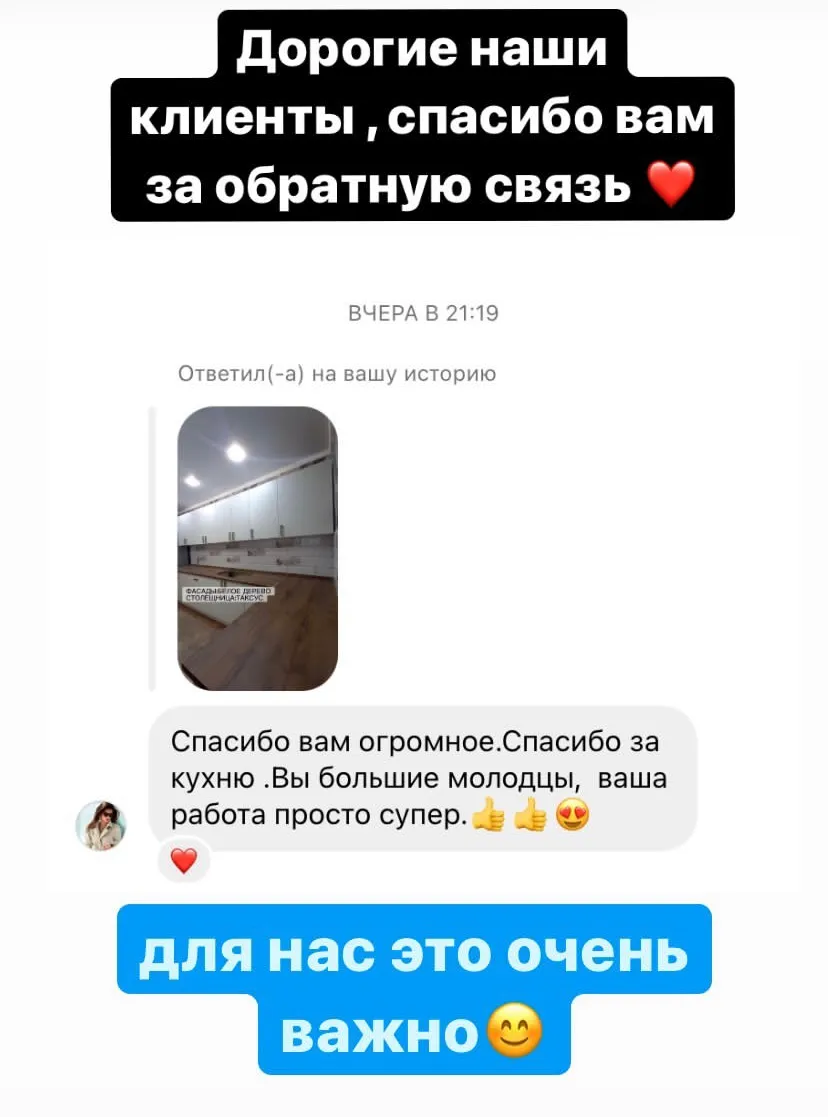 Дорогие наши
клиенты , спасибо вам
за обратную связь ❤️
ВЧЕРА В 21:19
Ответил(-а) на вашу историю
ФАСАДЫ:БЕЛОЕ ДЕРЕВО
СТОЛЕЩНИЦА:ТАКСУС.
Спасибо вам огромное.Спасибо за
кухню .Вы большие молодцы,  ваша
работа просто супер.👍👍😍
❤️
для нас это очень
важно😊